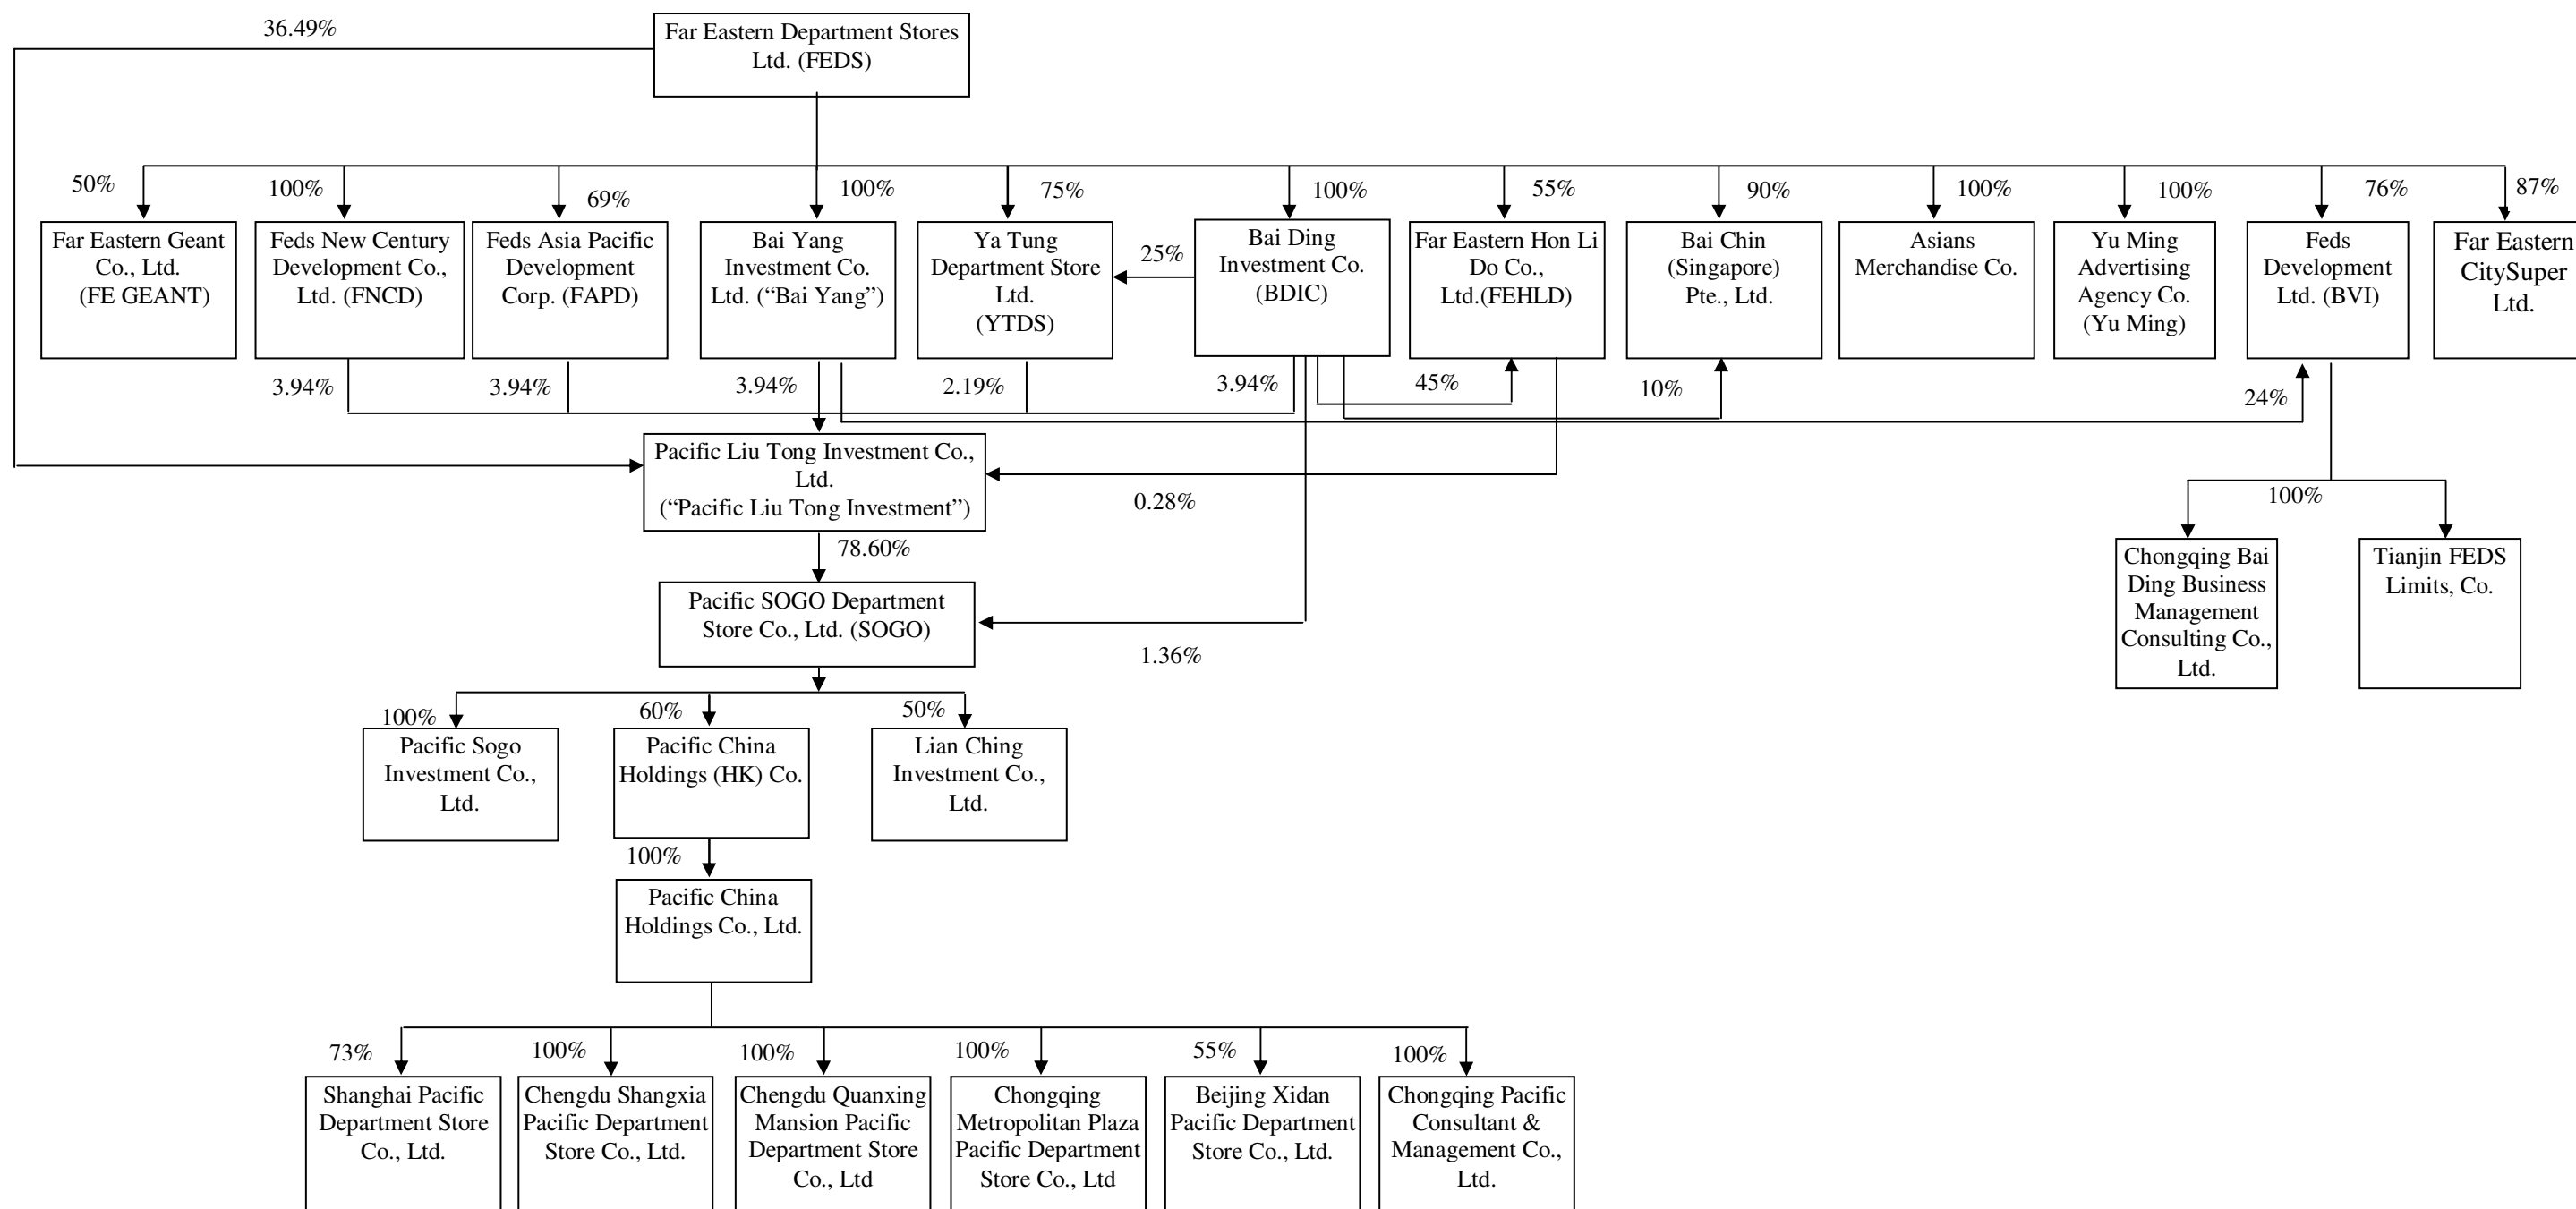 36.49%
Far Eastern Department Stores
Ltd. (FEDS)
50%
100%
69%
100%
75%
100%
55%
90%
100%
100%
76%
87%
Far Eastern Geant
Co., Ltd.
(FE GEANT)
Feds New Century
Development Co.,
Ltd. (FNCD)
Feds Asia Pacific
Development
Corp. (FAPD)
Bai Yang
Investment Co.
Ltd. (“Bai Yang”)
Ya Tung
Department Store
Ltd.
(YTDS)
25%
Bai Ding
Investment Co.
(BDIC)
Far Eastern Hon Li
Do Co.,
Ltd.(FEHLD)
Bai Chin
(Singapore)
Pte., Ltd.
Asians
Merchandise Co.
Yu Ming
Advertising
Agency Co.
(Yu Ming)
Feds
Development
Ltd. (BVI)
Far Eastern
CitySuper
Ltd.
3.94%
3.94%
3.94%
2.19%
3.94%
45%
10%
24%
Pacific Liu Tong Investment Co.,
Ltd.
(“Pacific Liu Tong Investment”)
0.28%
100%
78.60%
Pacific SOGO Department
Store Co., Ltd. (SOGO)
1.36%
Chongqing Bai
Ding Business
Management
Consulting Co.,
Ltd.
Tianjin FEDS
Limits, Co.
100%
60%
50%
Pacific Sogo
Investment Co.,
Ltd.
Pacific China
Holdings (HK) Co.
Lian Ching
Investment Co.,
Ltd.
100%
Pacific China
Holdings Co., Ltd.
73%
100%
100%
100%
55%
100%
Shanghai Pacific
Department Store
Co., Ltd.
Chengdu Shangxia
Pacific Department
Store Co., Ltd.
Chengdu Quanxing
Mansion Pacific
Department Store
Co., Ltd
Chongqing
Metropolitan Plaza
Pacific Department
Store Co., Ltd
Beijing Xidan
Pacific Department
Store Co., Ltd.
Chongqing Pacific
Consultant &
Management Co.,
Ltd.